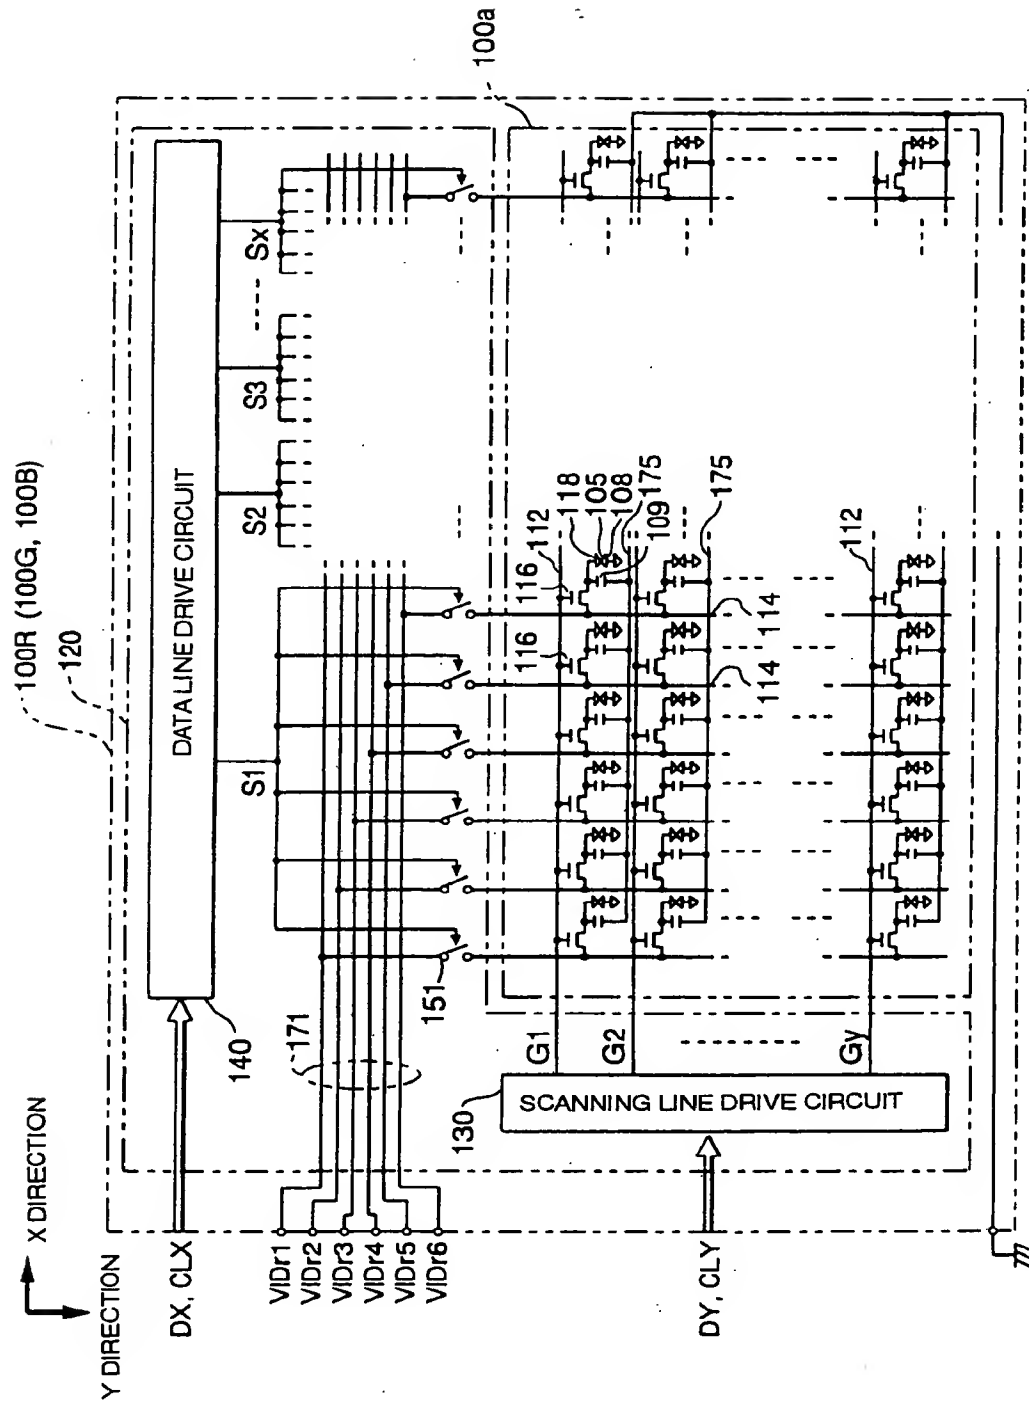 X DIRECTION
Y DIRECTION
100R (100G, 100B)
120
100a
DATA LINE DRIVE CIRCUIT
DX, CLX
140
S1
S2
S3
Sx
VIDr1
VIDr2
VIDr3
VIDr4
VIDr5
VIDr6
171
151
116
116
112
118
105
108
109
175
175
112
114
114
G1
G2
Gy
130
SCANNING LINE DRIVE CIRCUIT
DY, CLY